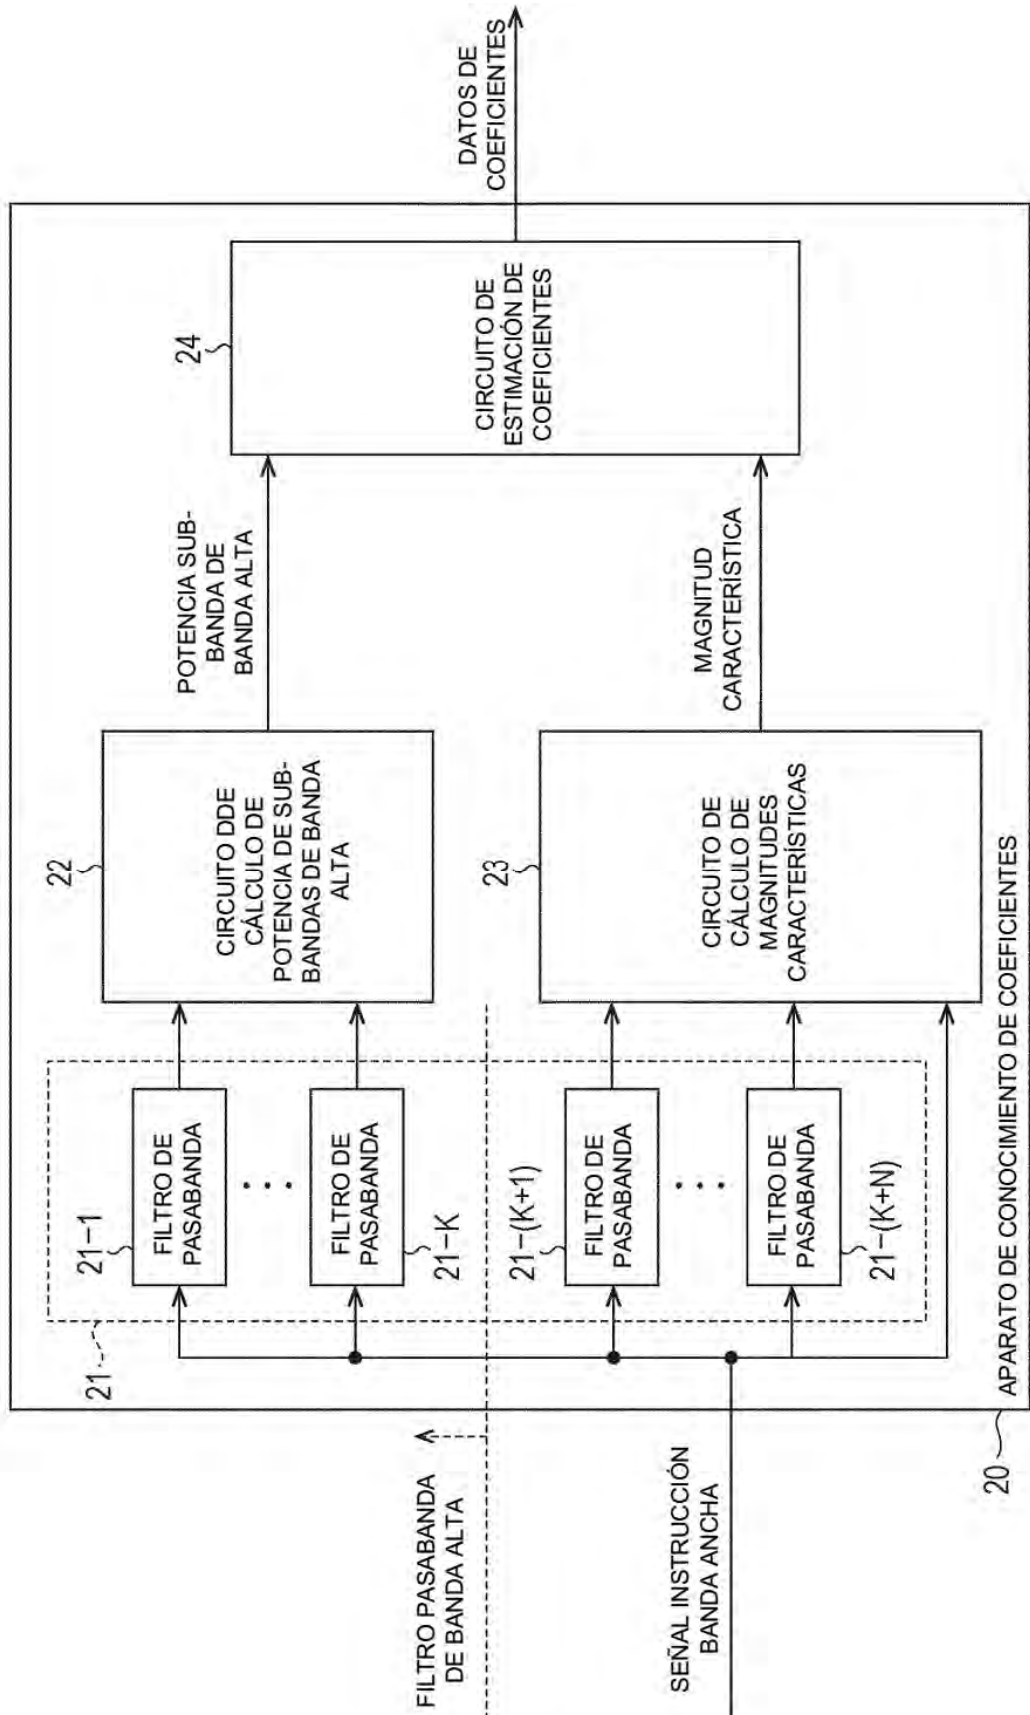 FILTRO PASABANDA
DE BANDA ALTA
SEÑAL INSTRUCCIÓN
BANDA ANCHA
20
APARATO DE CONOCIMIENTO DE COEFICIENTES
21
21-1
FILTRO DE
PASABANDA
FILTRO DE
PASABANDA
21-K
21-(K+1)
FILTRO DE
PASABANDA
FILTRO DE
PASABANDA
21-(K+N)
22
CIRCUITO DDE
CÁLCULO DE
POTENCIA DE SUB-
BANDAS DE BANDA
ALTA
23
CIRCUITO DE
CÁLCULO DE
MAGNITUDES
CARACTERÍSTICAS
POTENCIA SUB-
BANDA DE
BANDA ALTA
MAGNITUD
CARACTERÍSTICA
24
CIRCUITO DE
ESTIMACIÓN DE
COEFICIENTES
DATOS DE
COEFICIENTES